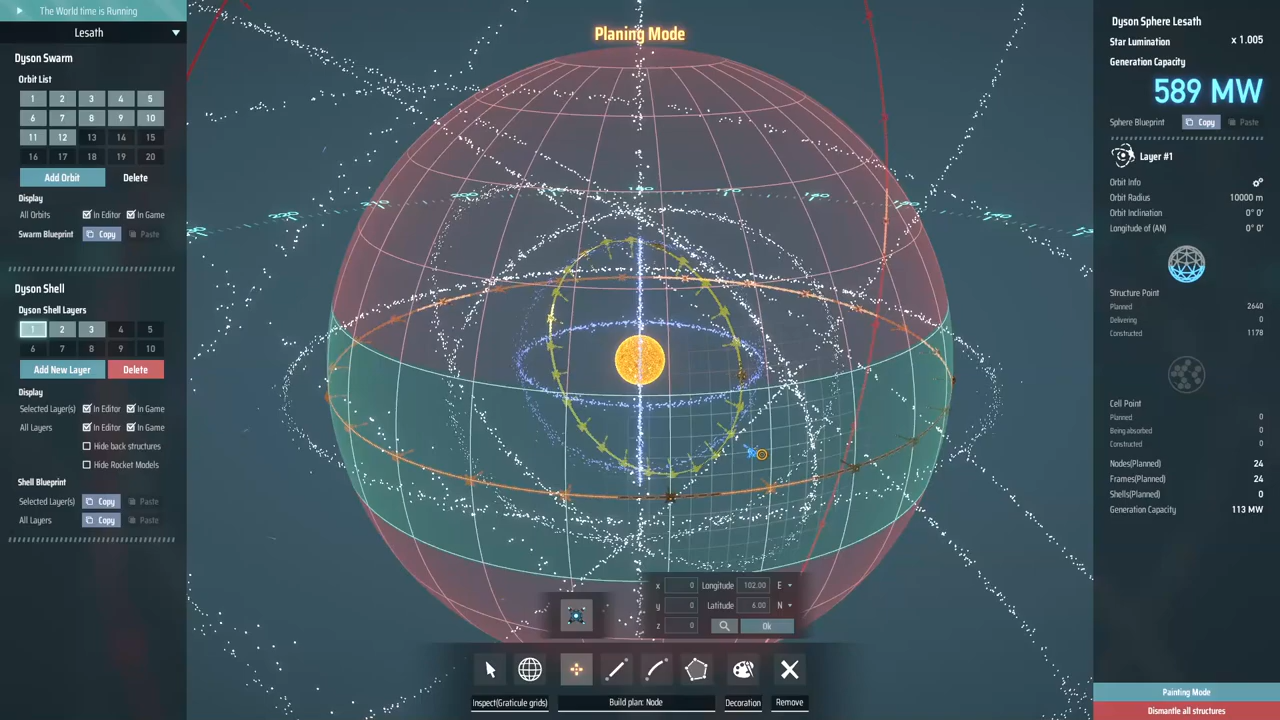 The World time is Running
Lesath
Dyson Swarm
Orbit List
1 2 3 4 5
6 7 8 9 10
11 12 13 14 15
16 17 18 19 20
Add Orbit Delete
Display
All Orbits In Editor In Game
Swarm Blueprint Copy Paste
Dyson Shell
Dyson Shell Layers
1 2 3 4 5
6 7 8 9 10
Add New Layer Delete
Display
Selected Layer(s) In Editor In Game
All Layers In Editor In Game
Hide back structures
Hide Rocket Models
Shell Blueprint
Selected Layer(s) Copy Paste
All Layers Copy Paste
Planing Mode
x 0 Longitude 102.00 E
y 0 Latitude 6.00 N
z 0 Ok
Inspect(Graticule grids) Build plan: Node Decoration Remove
Dyson Sphere Lesath
Star Lumination x 1.005
Generation Capacity
589 MW
Sphere Blueprint Copy Paste
Layer #1
Orbit Info
Orbit Radius 10000 m
Orbit Inclination 0° 0'
Longitude of (AN) 0° 0'
Structure Point
Planned 2640
Delivering 0
Constructed 1178
Cell Point
Planned 0
Being absorbed 0
Constructed 0
Nodes(Planned) 24
Frames(Planned) 24
Shells(Planned) 0
Generation Capacity 113 MW
Painting Mode
Dismantle all structures